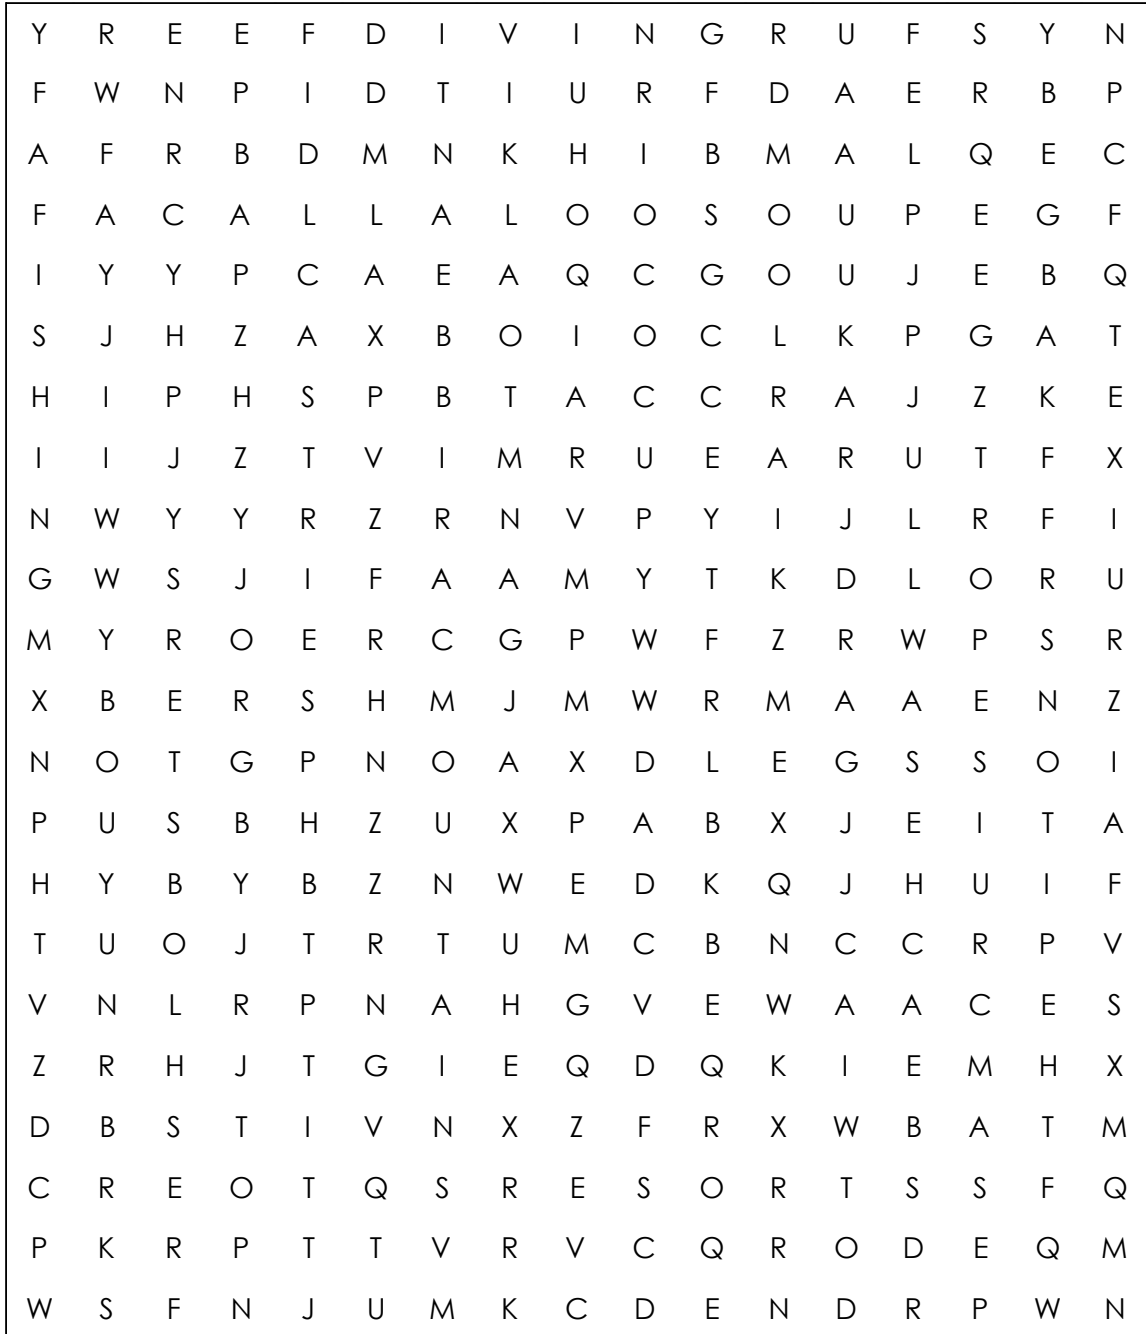 Y R E E F D I V I N G R U F S Y N
F W N P I D T I U R F D A E R B P
A F R B D M N K H I B M A L Q E C
F A C A L L A L O O S O U P E G F
I Y Y P C A E A Q C G O U J E B Q
S J H Z A X B O I O C L K P G A T
H I P H S P B T A C C R A J Z K E
I I J Z T V I M R U E A R U T F X
N W Y Y R Z R N V P Y I J L R F I
G W S J I F A A M Y T K D L O R U
M Y R O E R C G P W F Z R W P S R
X B E R S H M J M W R M A A E N Z
N O T G P N O A X D L E G S S O I
P U S B H Z U X P A B X J E I T A
H Y B Y B Z N W E D K Q J H U I F
T U O J T R T U M C B N C C R P V
V N L R P N A H G V E W A A C E S
Z R H J T G I E Q D Q K I E M H X
D B S T I V N X Z F R X W B A T M
C R E O T Q S R E S O R T S S F Q
P K R P T T V R V C Q R O D E Q M
W S F N J U M K C D E N D R P W N